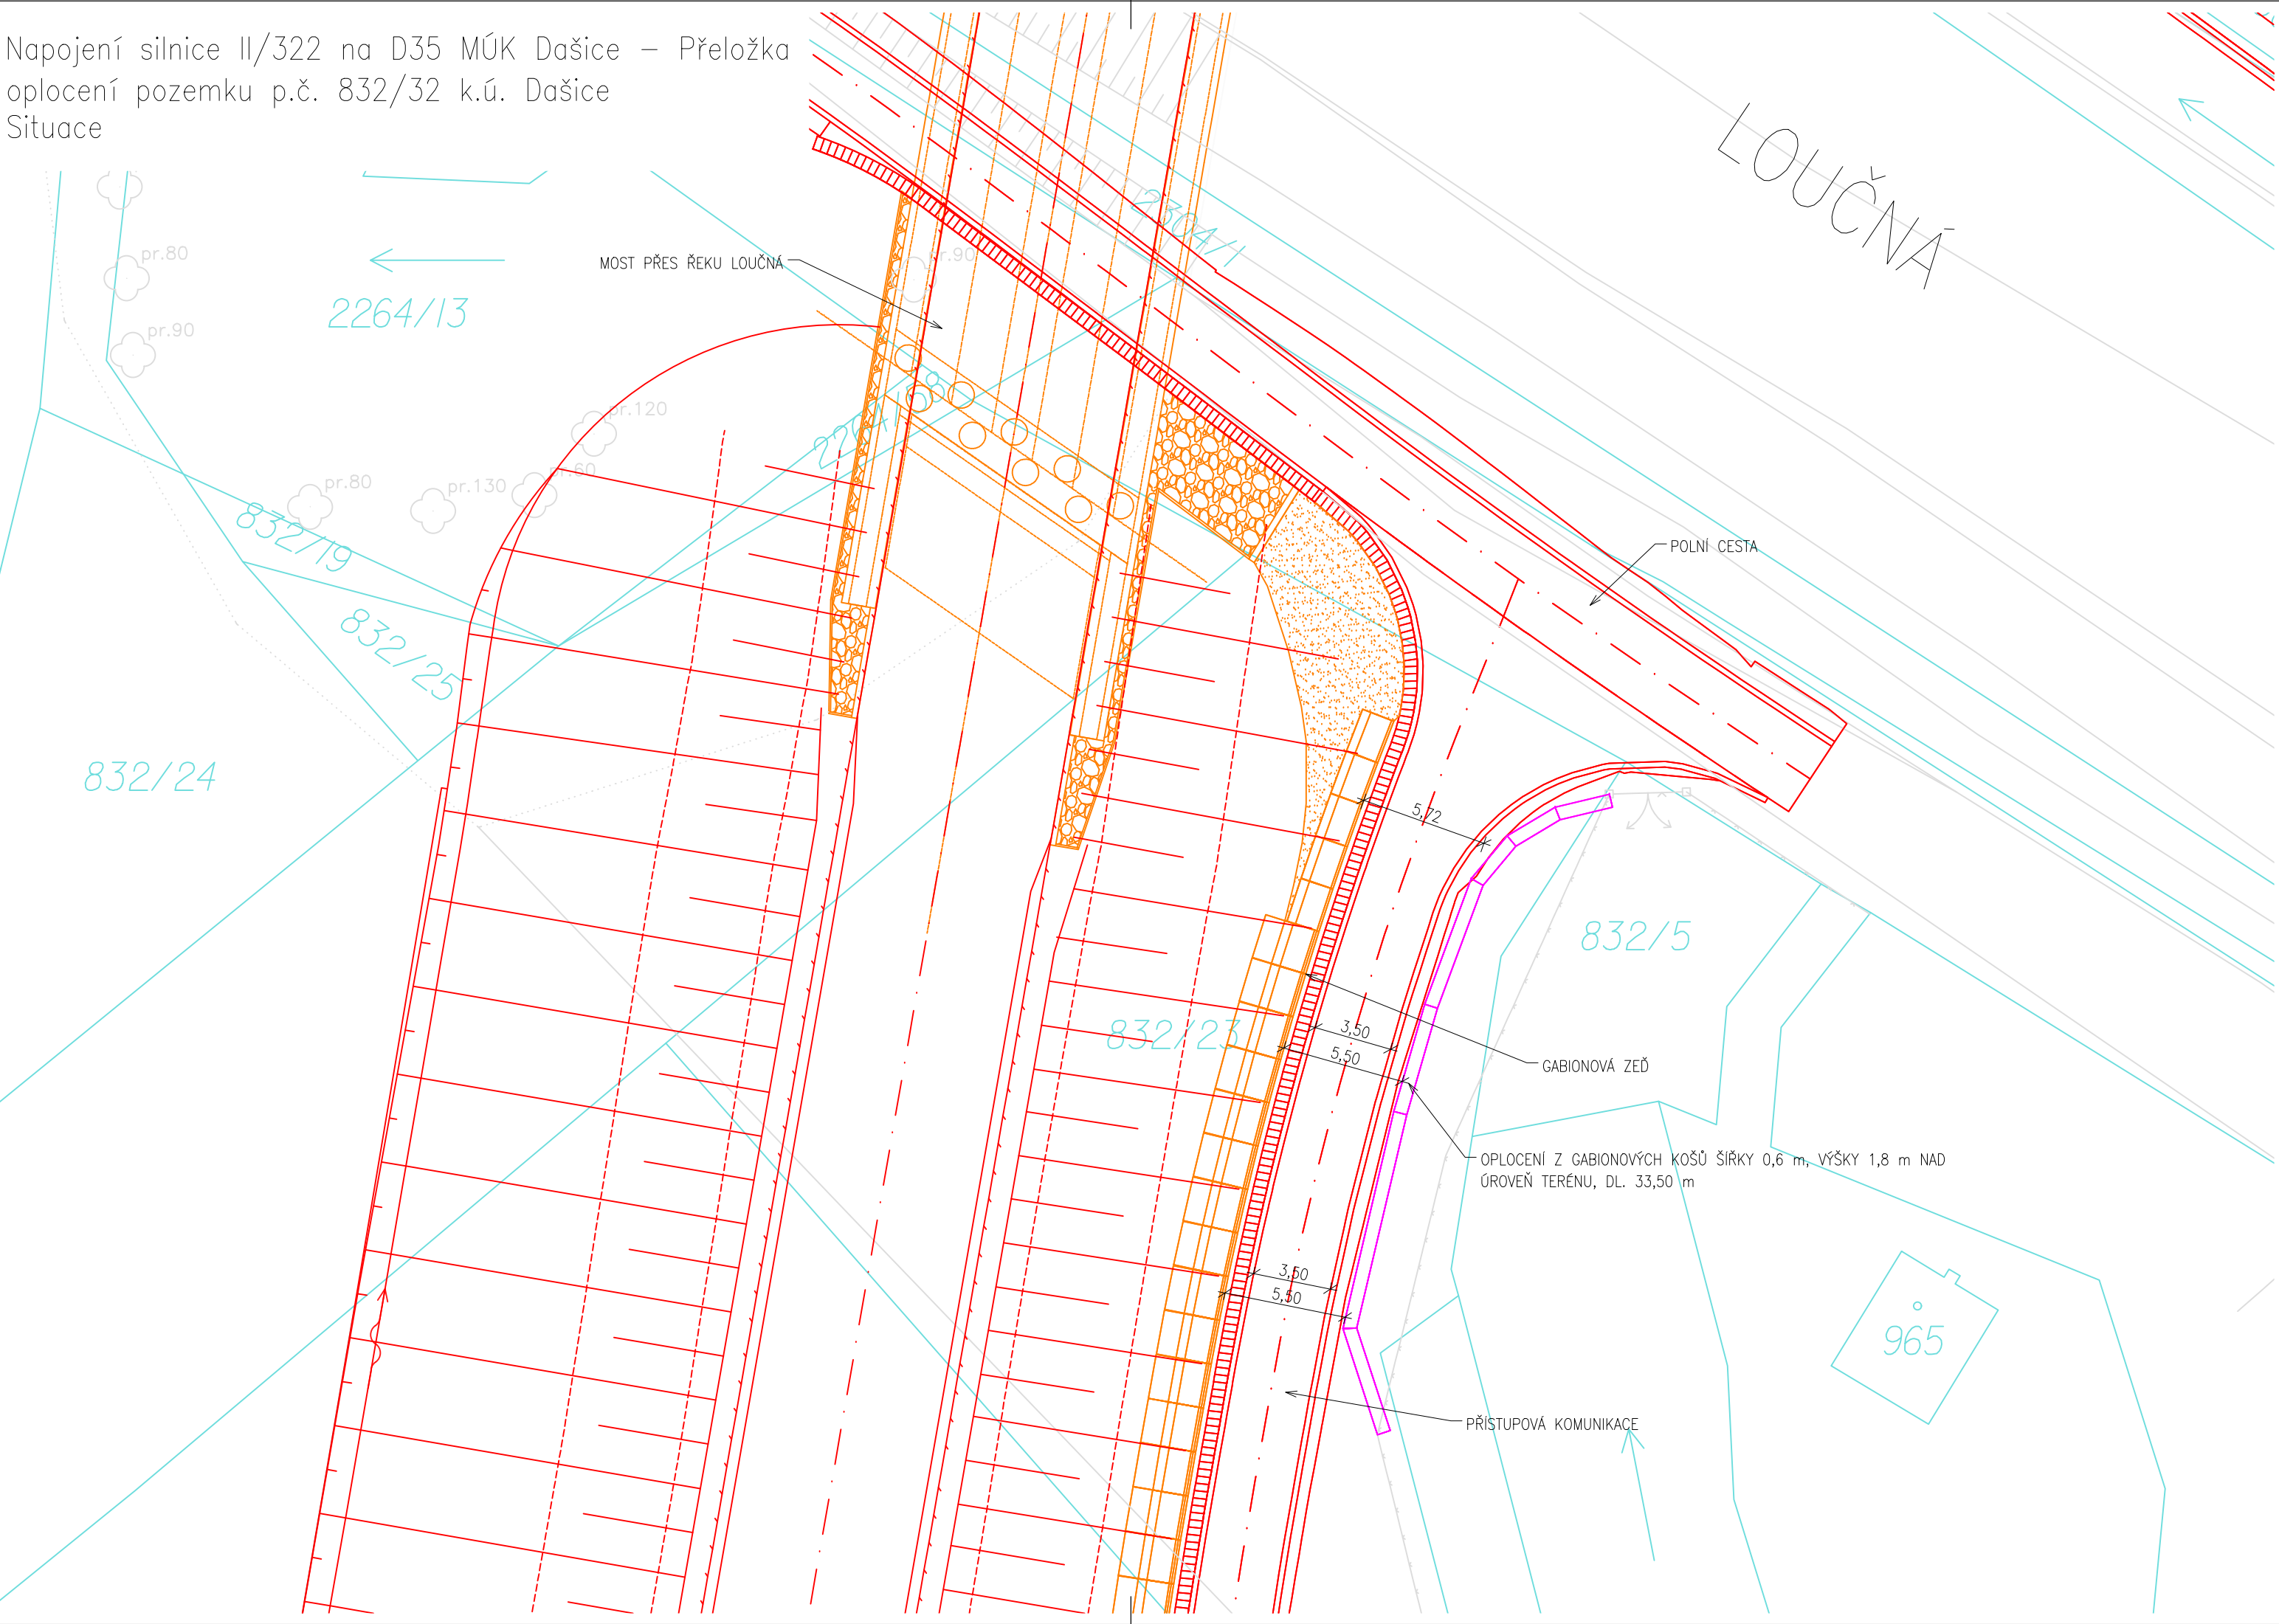 Napojení silnice II/322 na D35 MÚK Dašice – Přeložka
oplocení pozemku p.č. 832/32 k.ú. Dašice
Situace
LOUČNÁ
2304/1
pr.80
pr.90
MOST PŘES ŘEKU LOUČNÁ
pr.90
2264/13
pr.120
pr.80
pr.130
pr.60
832/19
832/25
POLNÍ CESTA
832/24
5,72
832/5
832/23
3,50
5,50
GABIONOVÁ ZEĎ
OPLOCENÍ Z GABIONOVÝCH KOŠŮ ŠÍŘKY 0,6 m, VÝŠKY 1,8 m NAD
ÚROVEŇ TERÉNU, DL. 33,50 m
3,50
5,50
965
PŘÍSTUPOVÁ KOMUNIKACE